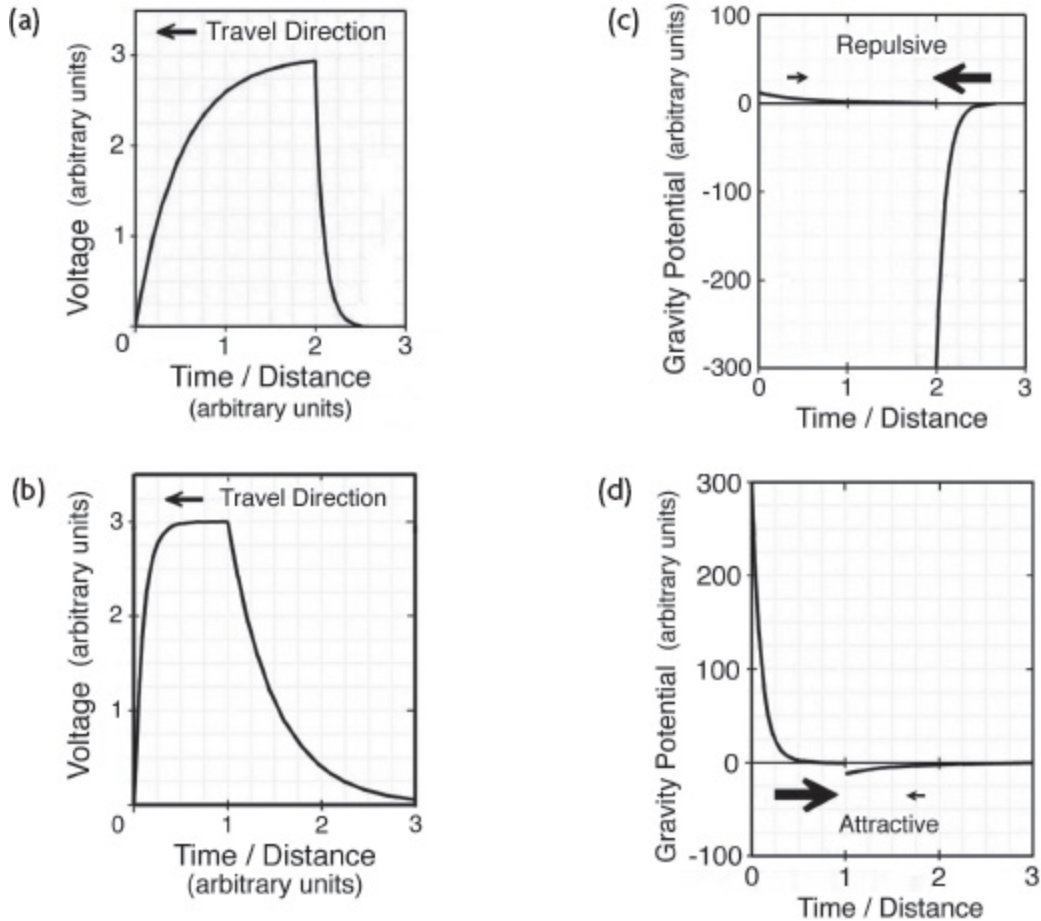 (a)
Travel Direction
Voltage (arbitrary units)
3
2
1
0
1
2
3
Time / Distance
(arbitrary units)
(c)
Gravity Potential (arbitrary units)
100
0
-100
-200
-300
Repulsive
0
1
2
3
Time / Distance
(b)
Travel Direction
Voltage (arbitrary units)
3
2
1
0
1
2
3
Time / Distance
(arbitrary units)
(d)
Gravity Potential (arbitrary units)
300
200
100
0
-100
Attractive
0
1
2
3
Time / Distance